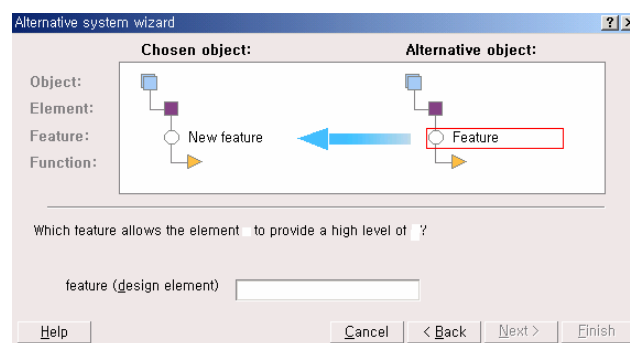 Alternative system wizard
Chosen object: Alternative object:
Object:
Element:
Feature: New feature Feature
Function:
Which feature allows the element to provide a high level of ?
feature (design element)
Help Cancel < Back Next > Finish